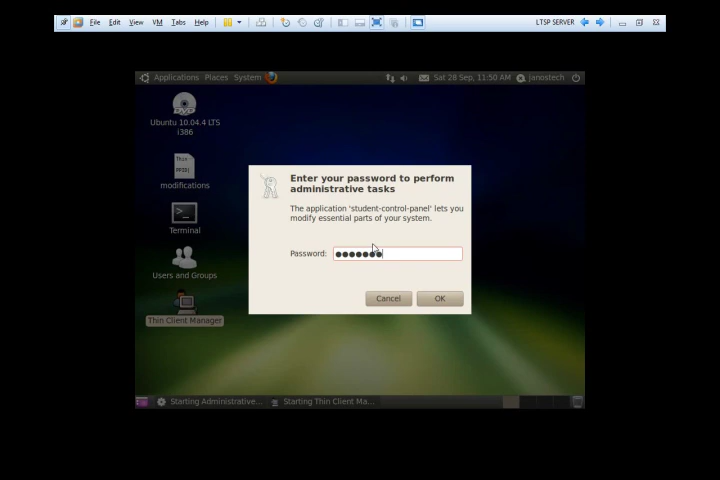 File Edit View VM Tabs Help
LTSP SERVER
Applications Places System
Sat 28 Sep, 11:50 AM janostech
DVD
Ubuntu 10.04.4 LTS
i386
modifications
Terminal
Users and Groups
Thin Client Manager
Enter your password to perform
administrative tasks
The application 'student-control-panel' lets you
modify essential parts of your system.
Password:
Cancel OK
Starting Administrative...
Starting Thin Client Ma...